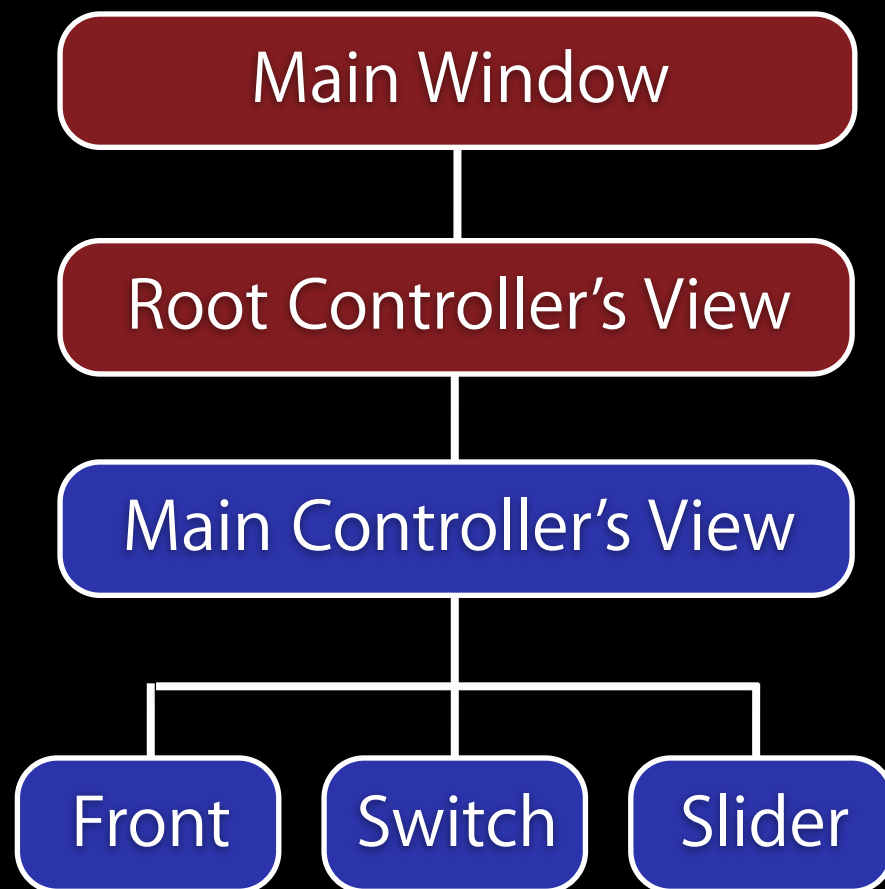 Main Window
Root Controller’s View
Main Controller’s View
Front
Switch
Slider